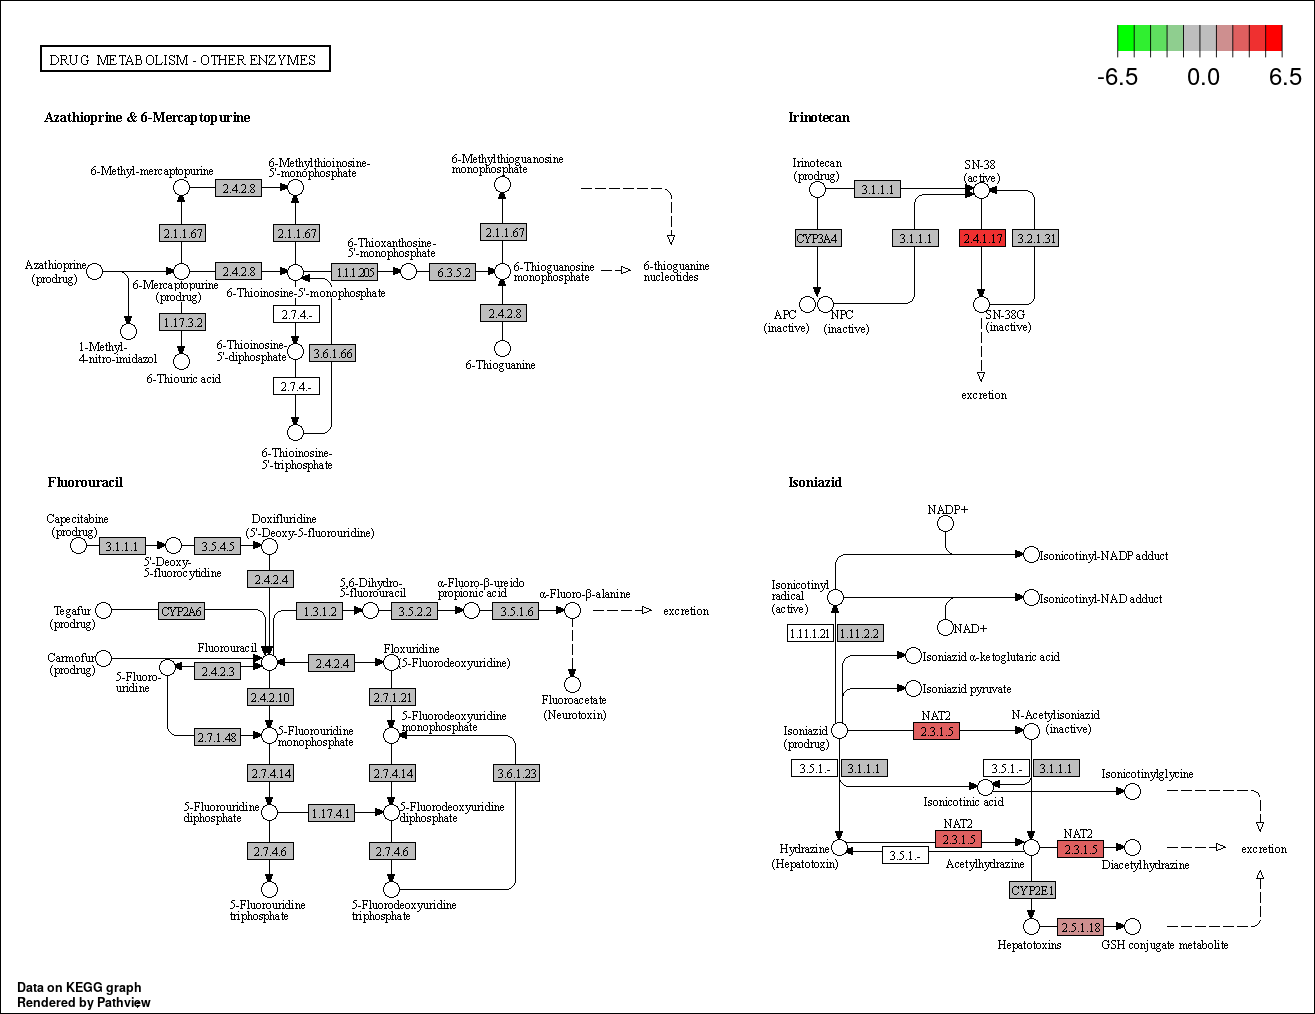 -6.5 0.0 6.5
DRUG METABOLISM - OTHER ENZYMES
Azathioprine & 6-Mercaptopurine
6-Methyl-mercaptopurine
6-Methylthioinosine-
5'-monophosphate
6-Methylthioguanosine
monophosphate
2.4.2.8
2.1.1.67
2.1.1.67
2.1.1.67
6-Thioxanthosine-
5'-monophosphate
Azathioprine
(prodrug)
2.4.2.8
1.1.1.205
6.3.5.2
6-Thioguanosine
monophosphate
6-thioguanine
nucleotides
6-Mercaptopurine
(prodrug)
6-Thioinosine-5'-monophosphate
1.17.3.2
2.7.4.-
2.4.2.8
1-Methyl-
4-nitro-imidazol
6-Thioinosine-
5'-diphosphate
3.6.1.66
6-Thioguanine
6-Thiouric acid
2.7.4.-
6-Thioinosine-
5'-triphosphate
Irinotecan
Irinotecan
(prodrug)
SN-38
(active)
3.1.1.1
CYP3A4
3.1.1.1
2.4.1.17
3.2.1.31
APC
(inactive)
NPC
(inactive)
SN-38G
(inactive)
excretion
Fluorouracil
Capecitabine
(prodrug)
Doxifluridine
(5'-Deoxy-5-fluorouridine)
3.1.1.1
3.5.4.5
5'-Deoxy-
5-fluorocytidine
2.4.2.4
5,6-Dihydro-
5-fluorouracil
α-Fluoro-β-ureido
propionic acid
α-Fluoro-β-alanine
Tegafur
(prodrug)
CYP2A6
1.3.1.2
3.5.2.2
3.5.1.6
excretion
Carmofur
(prodrug)
Fluorouracil
Floxuridine
(5-Fluorodeoxyuridine)
2.4.2.3
2.4.2.4
5-Fluoro-
uridine
2.4.2.10
2.7.1.21
Fluoroacetate
(Neurotoxin)
2.7.1.48
5-Fluorouridine
monophosphate
5-Fluorodeoxyuridine
monophosphate
2.7.4.14
2.7.4.14
3.6.1.23
5-Fluorouridine
diphosphate
1.17.4.1
5-Fluorodeoxyuridine
diphosphate
2.7.4.6
2.7.4.6
5-Fluorouridine
triphosphate
5-Fluorodeoxyuridine
triphosphate
Isoniazid
NADP+
Isonicotinyl-NADP adduct
Isonicotinyl
radical
(active)
Isonicotinyl-NAD adduct
NAD+
1.11.1.21
1.11.2.2
Isoniazid α-ketoglutaric acid
Isoniazid pyruvate
Isoniazid
(prodrug)
NAT2
2.3.1.5
N-Acetylisoniazid
(inactive)
3.5.1.-
3.1.1.1
3.5.1.-
3.1.1.1
Isonicotinylglycine
Isonicotinic acid
Hydrazine
(Hepatotoxin)
NAT2
2.3.1.5
3.5.1.-
Acetylhydrazine
NAT2
2.3.1.5
Diacetylhydrazine
excretion
CYP2E1
2.5.1.18
Hepatotoxins
GSH conjugate metabolite
Data on KEGG graph
Rendered by Pathview